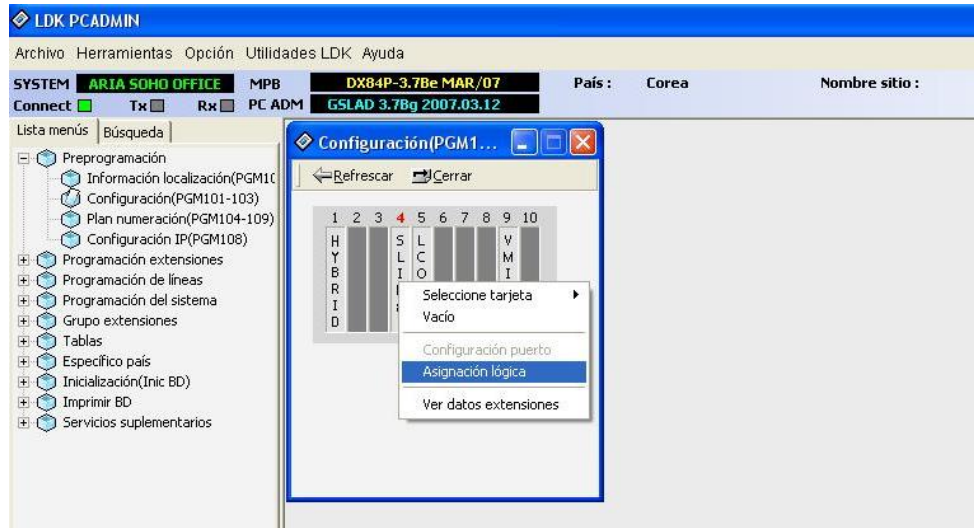 LDK PCADMIN
Archivo Herramientas Opción Utilidades LDK Ayuda
SYSTEM ARIA SOHO OFFICE MPB DX84P-3.7Be MAR/07 País : Corea Nombre sitio :
Connect Tx Rx PC ADM GSLAD 3.7Bg 2007.03.12
Lista menús Búsqueda
Preprogramación
Información localización(PGM10
Configuración(PGM101-103)
Plan numeración(PGM104-109)
Configuración IP(PGM108)
Programación extensiones
Programación de líneas
Programación del sistema
Grupo extensiones
Tablas
Específico país
Inicialización(Inic BD)
Imprimir BD
Servicios suplementarios
Configuración(PGM1...
Refrescar Cerrar
1 2 3 4 5 6 7 8 9 10
HYBRID
SLI
LCO
VMI
Seleccione tarjeta
Vacío
Configuración puerto
Asignación lógica
Ver datos extensiones